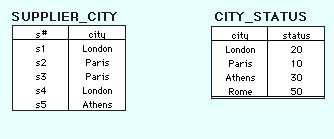 SUPPLIER_CITY
s# city
s1 London
s2 Paris
s3 Paris
s4 London
s5 Athens
CITY_STATUS
city status
London 20
Paris 10
Athens 30
Rome 50